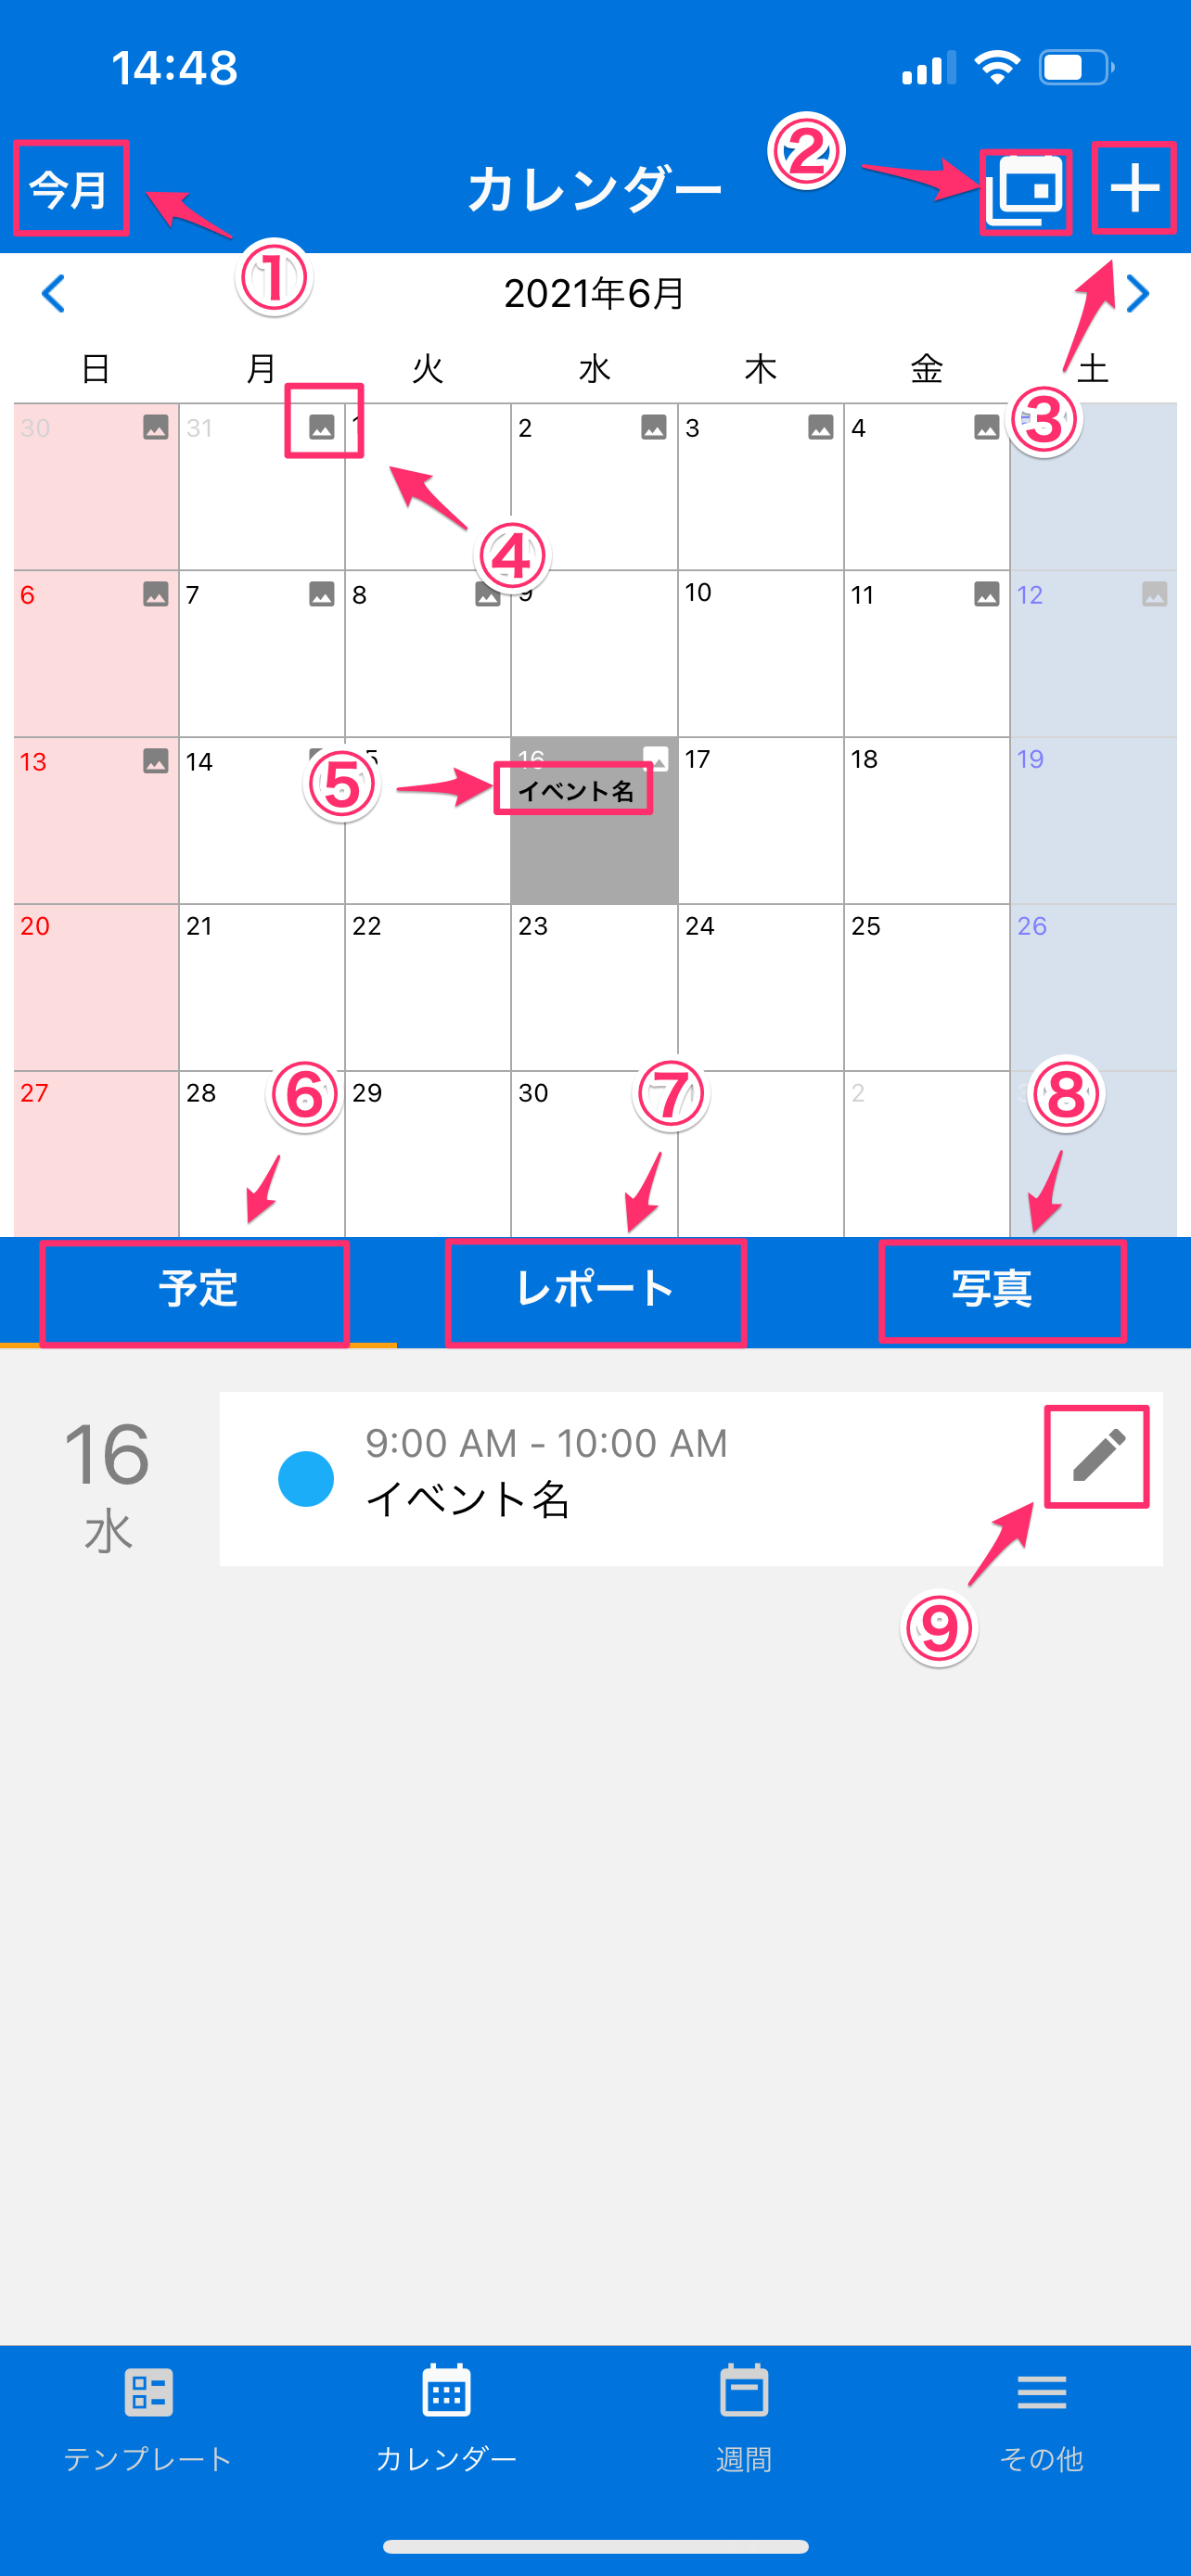 14:48
今月 カレンダー ②
①
2021年6月
日 月 火 水 木 金 土
③
30 31 1 2 3 4
④
6 7 8 9 10 11 12
13 14 16 17 18 19
⑤ イベント名
20 21 22 23 24 25 26
27 28 ⑥ 29 30 ⑦ 2 ⑧
予定 レポート 写真
16 9:00 AM - 10:00 AM
水 イベント名
⑨
テンプレート カレンダー 週間 その他